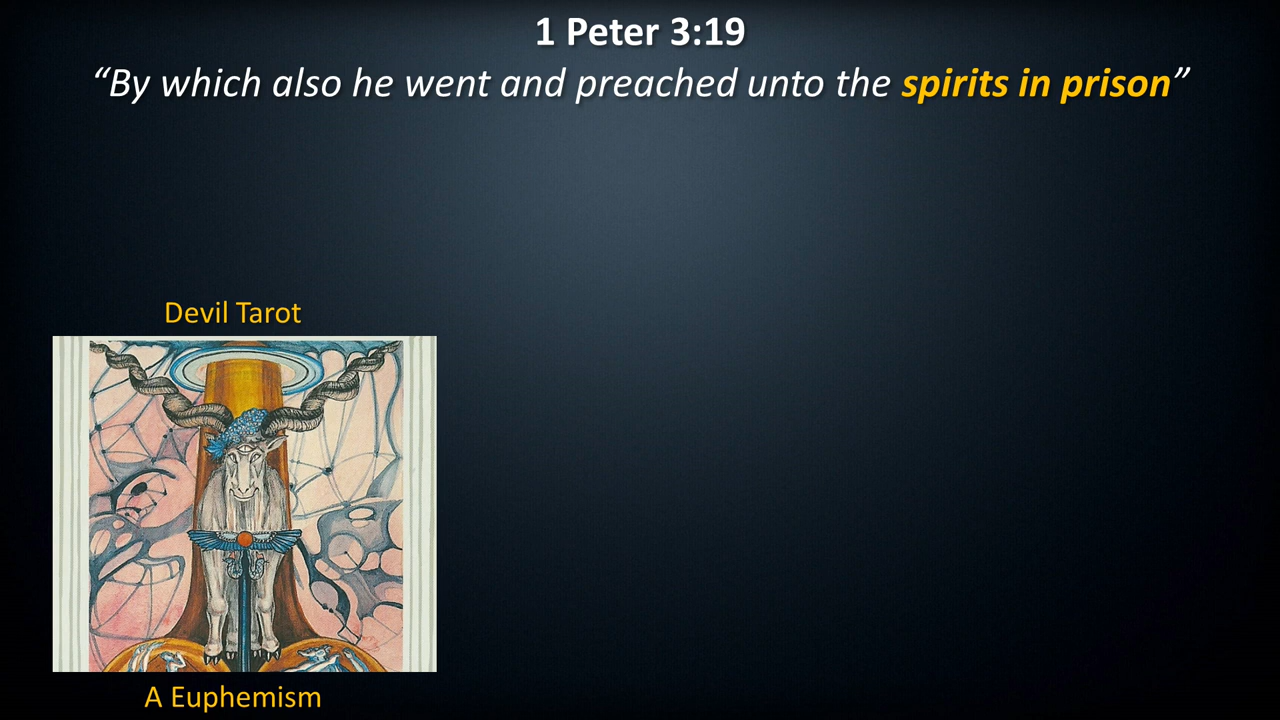 1 Peter 3:19
“By which also he went and preached unto the spirits in prison”
Devil Tarot
A Euphemism